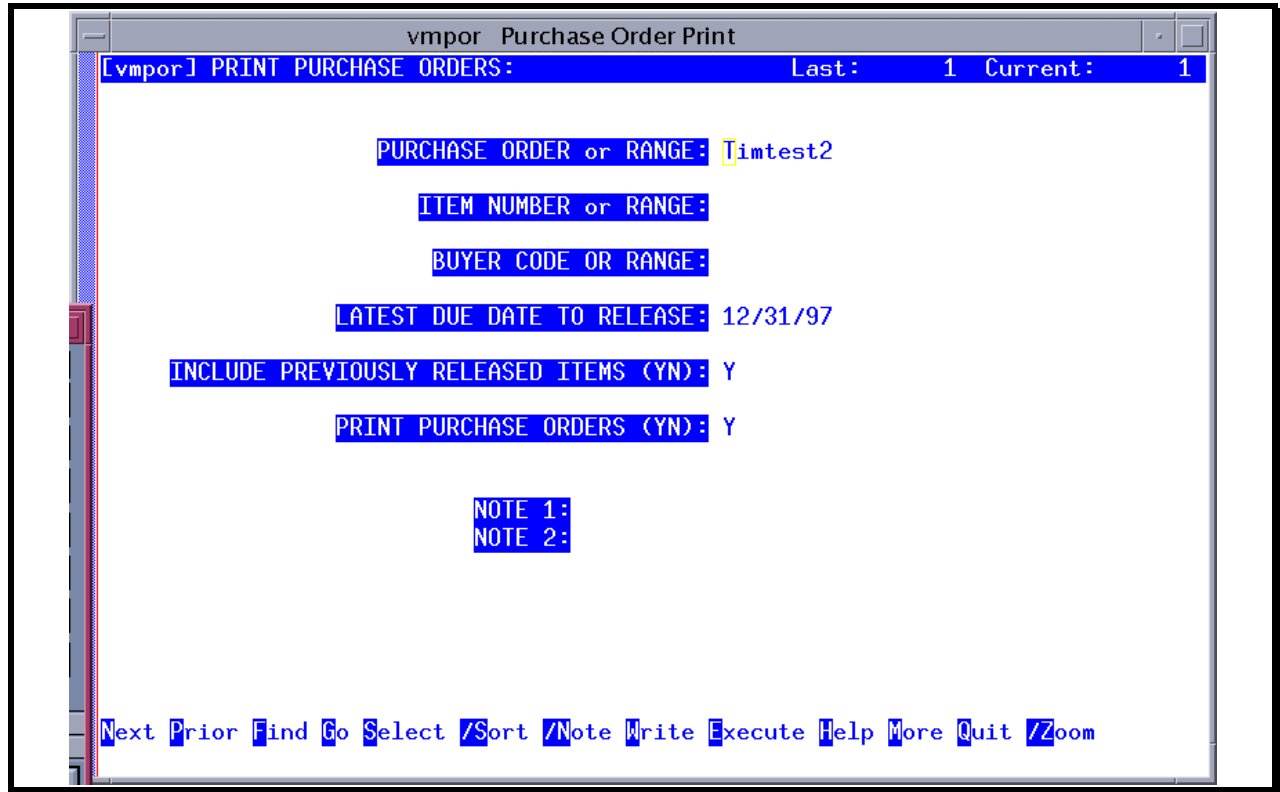 vmpor Purchase Order Print
[vmpor] PRINT PURCHASE ORDERS: Last: 1 Current: 1
PURCHASE ORDER or RANGE: Timtest2
ITEM NUMBER or RANGE:
BUYER CODE OR RANGE:
LATEST DUE DATE TO RELEASE: 12/31/97
INCLUDE PREVIOUSLY RELEASED ITEMS (YN): Y
PRINT PURCHASE ORDERS (YN): Y
NOTE 1:
NOTE 2:
Next Prior Find Go Select /Sort /Note Write Execute Help More Quit /Zoom